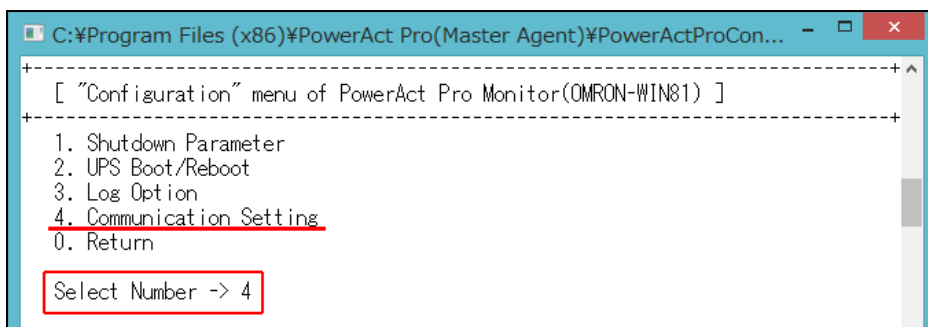 C:¥Program Files (x86)¥PowerAct Pro(Master Agent)¥PowerActProCon...
[ "Configuration" menu of PowerAct Pro Monitor(OMRON-WIN81) ]
1. Shutdown Parameter
2. UPS Boot/Reboot
3. Log Option
4. Communication Setting
0. Return
Select Number -> 4